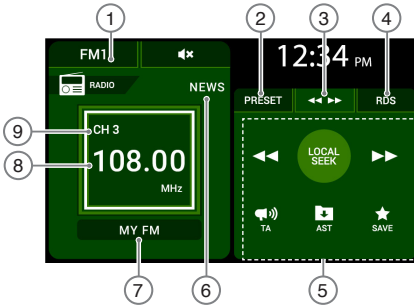 1 2 3 4
FM1 12:34 PM
RADIO
NEWS
PRESET RDS
9 CH 3
8 108.00
MHz
LOCAL
SEEK
TA AST SAVE
MY FM
7 6 5